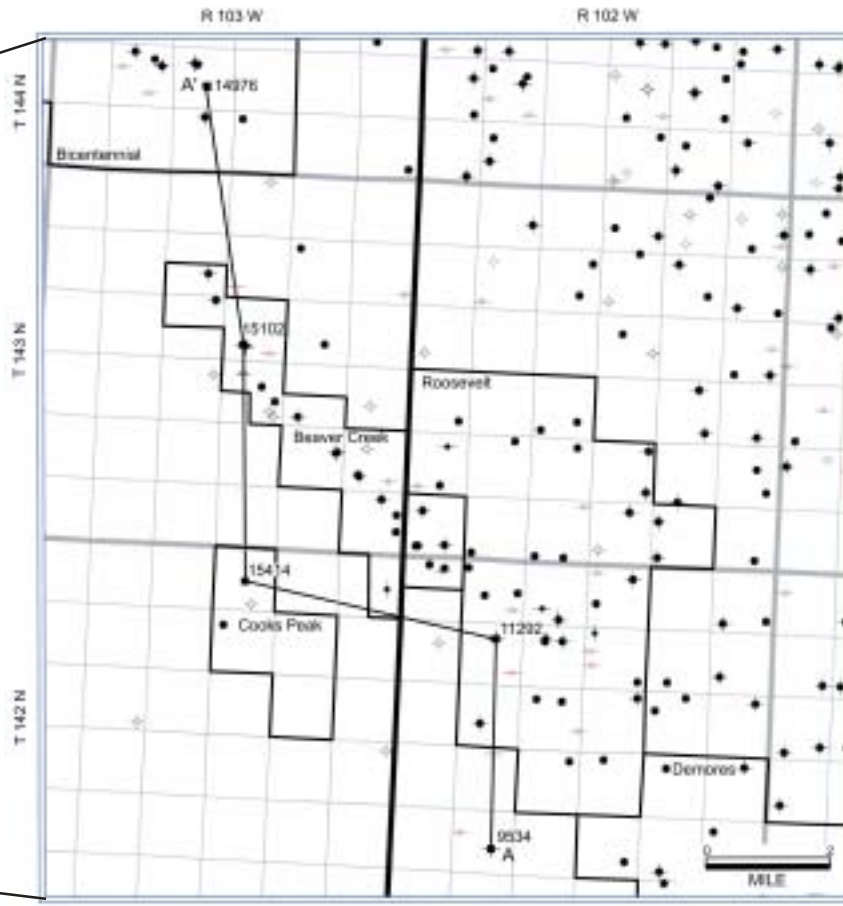 R 103 W
R 102 W
T 144 N
A' 14976
Bicentennial
T 143 N
15102
Roosevelt
Beaver Creek
15414
11292
Cooks Peak
T 142 N
Demores
9534
A
0 2
MILE